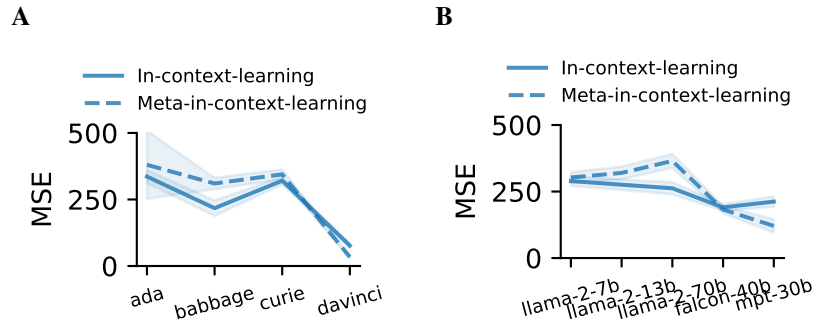 A
In-context-learning
Meta-in-context-learning
500
250
0
MSE
ada
babbage
curie
davinci
B
In-context-learning
Meta-in-context-learning
500
250
0
MSE
llama-2-7b
llama-2-13b
llama-2-70b
falcon-40b
mpt-30b